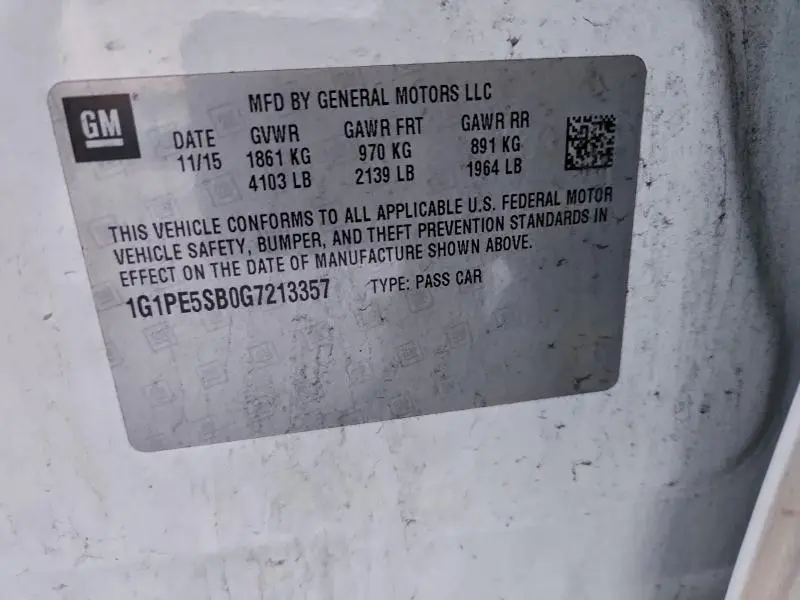 GM
MFD BY GENERAL MOTORS LLC
DATE GVWR GAWR FRT GAWR RR
11/15 1861 KG 970 KG 891 KG
4103 LB 2139 LB 1964 LB
THIS VEHICLE CONFORMS TO ALL APPLICABLE U.S. FEDERAL MOTOR
VEHICLE SAFETY, BUMPER, AND THEFT PREVENTION STANDARDS IN
EFFECT ON THE DATE OF MANUFACTURE SHOWN ABOVE.
1G1PE5SB0G7213357 TYPE: PASS CAR